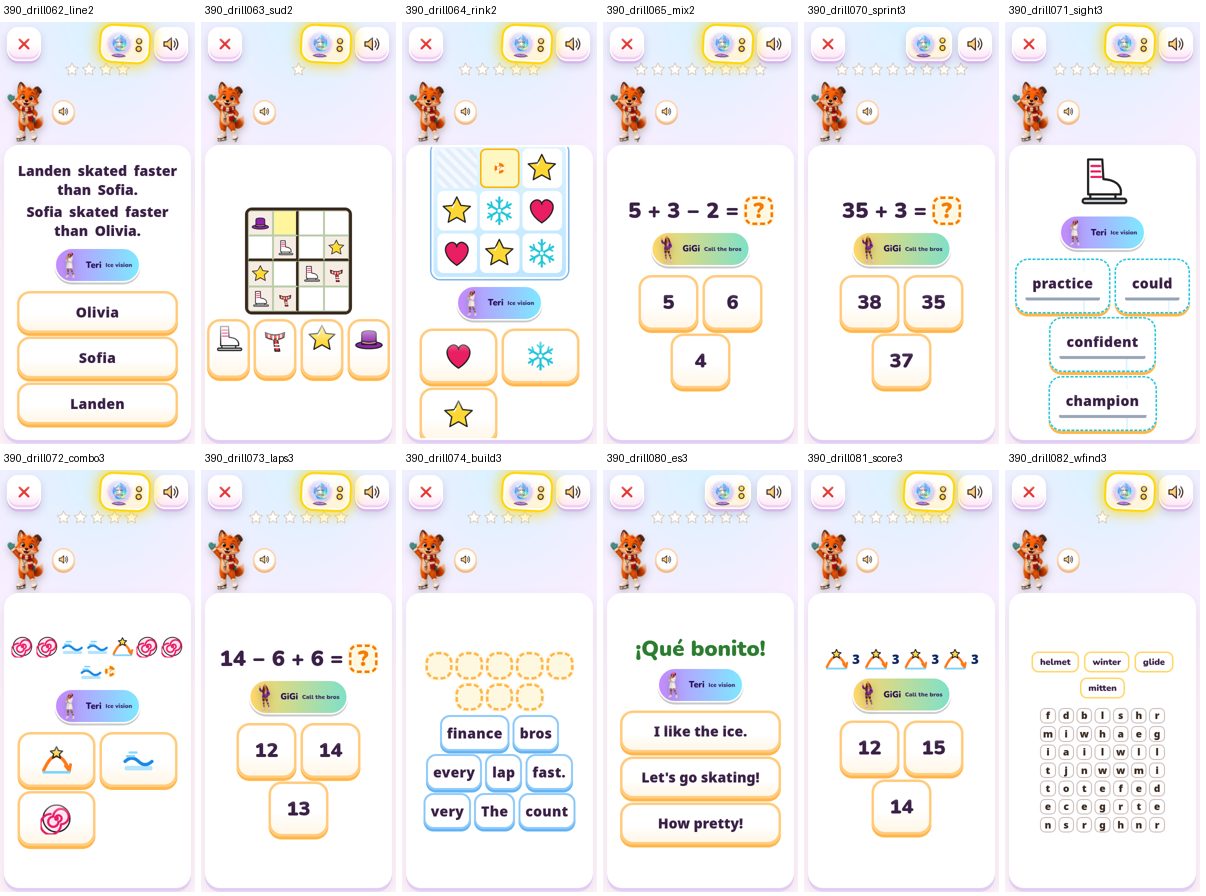 390_drill062_line2
Landen skated faster
than Sofia.
Sofia skated faster
than Olivia.
Teri Ice vision
Olivia
Sofia
Landen
390_drill063_sud2
390_drill064_rink2
Teri Ice vision
390_drill065_mix2
5 + 3 − 2 = ?
GiGi Call the bros
5 6
4
390_drill070_sprint3
35 + 3 = ?
GiGi Call the bros
38 35
37
390_drill071_sight3
Teri Ice vision
practice could
confident
champion
390_drill072_combo3
Teri Ice vision
390_drill073_laps3
14 − 6 + 6 = ?
GiGi Call the bros
12 14
13
390_drill074_build3
finance bros
every lap fast.
very The count
390_drill080_es3
¡Qué bonito!
Teri Ice vision
I like the ice.
Let's go skating!
How pretty!
390_drill081_score3
3 3 3 3
GiGi Call the bros
12 15
14
390_drill082_wfind3
helmet winter glide
mitten
f d b l s h r
m i w h a e g
i a i l w l l
t j n w w m i
t o t e f e d
e c e g r t e
n s r g h n r